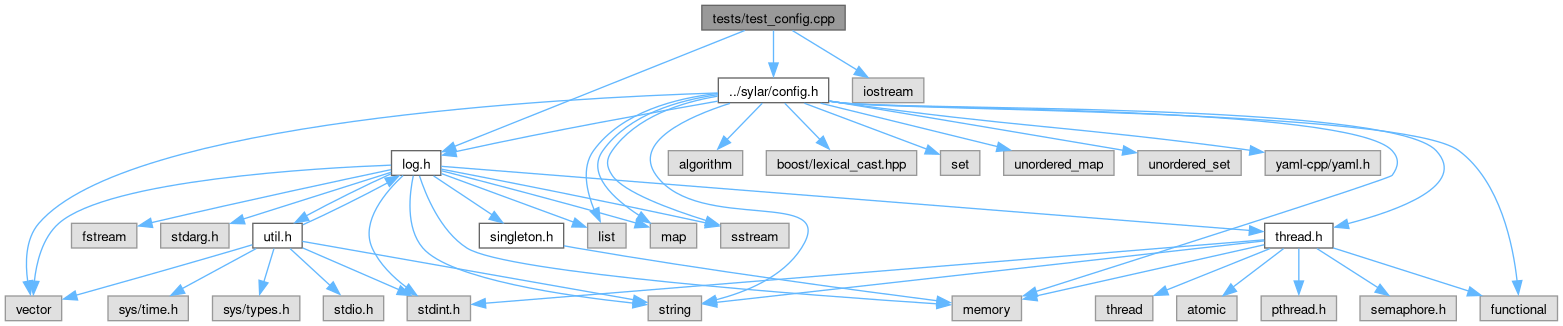 tests/test_config.cpp
../sylar/config.h
iostream
log.h
algorithm
boost/lexical_cast.hpp
set
unordered_map
unordered_set
yaml-cpp/yaml.h
fstream
stdarg.h
util.h
singleton.h
list
map
sstream
thread.h
vector
sys/time.h
sys/types.h
stdio.h
stdint.h
string
memory
thread
atomic
pthread.h
semaphore.h
functional